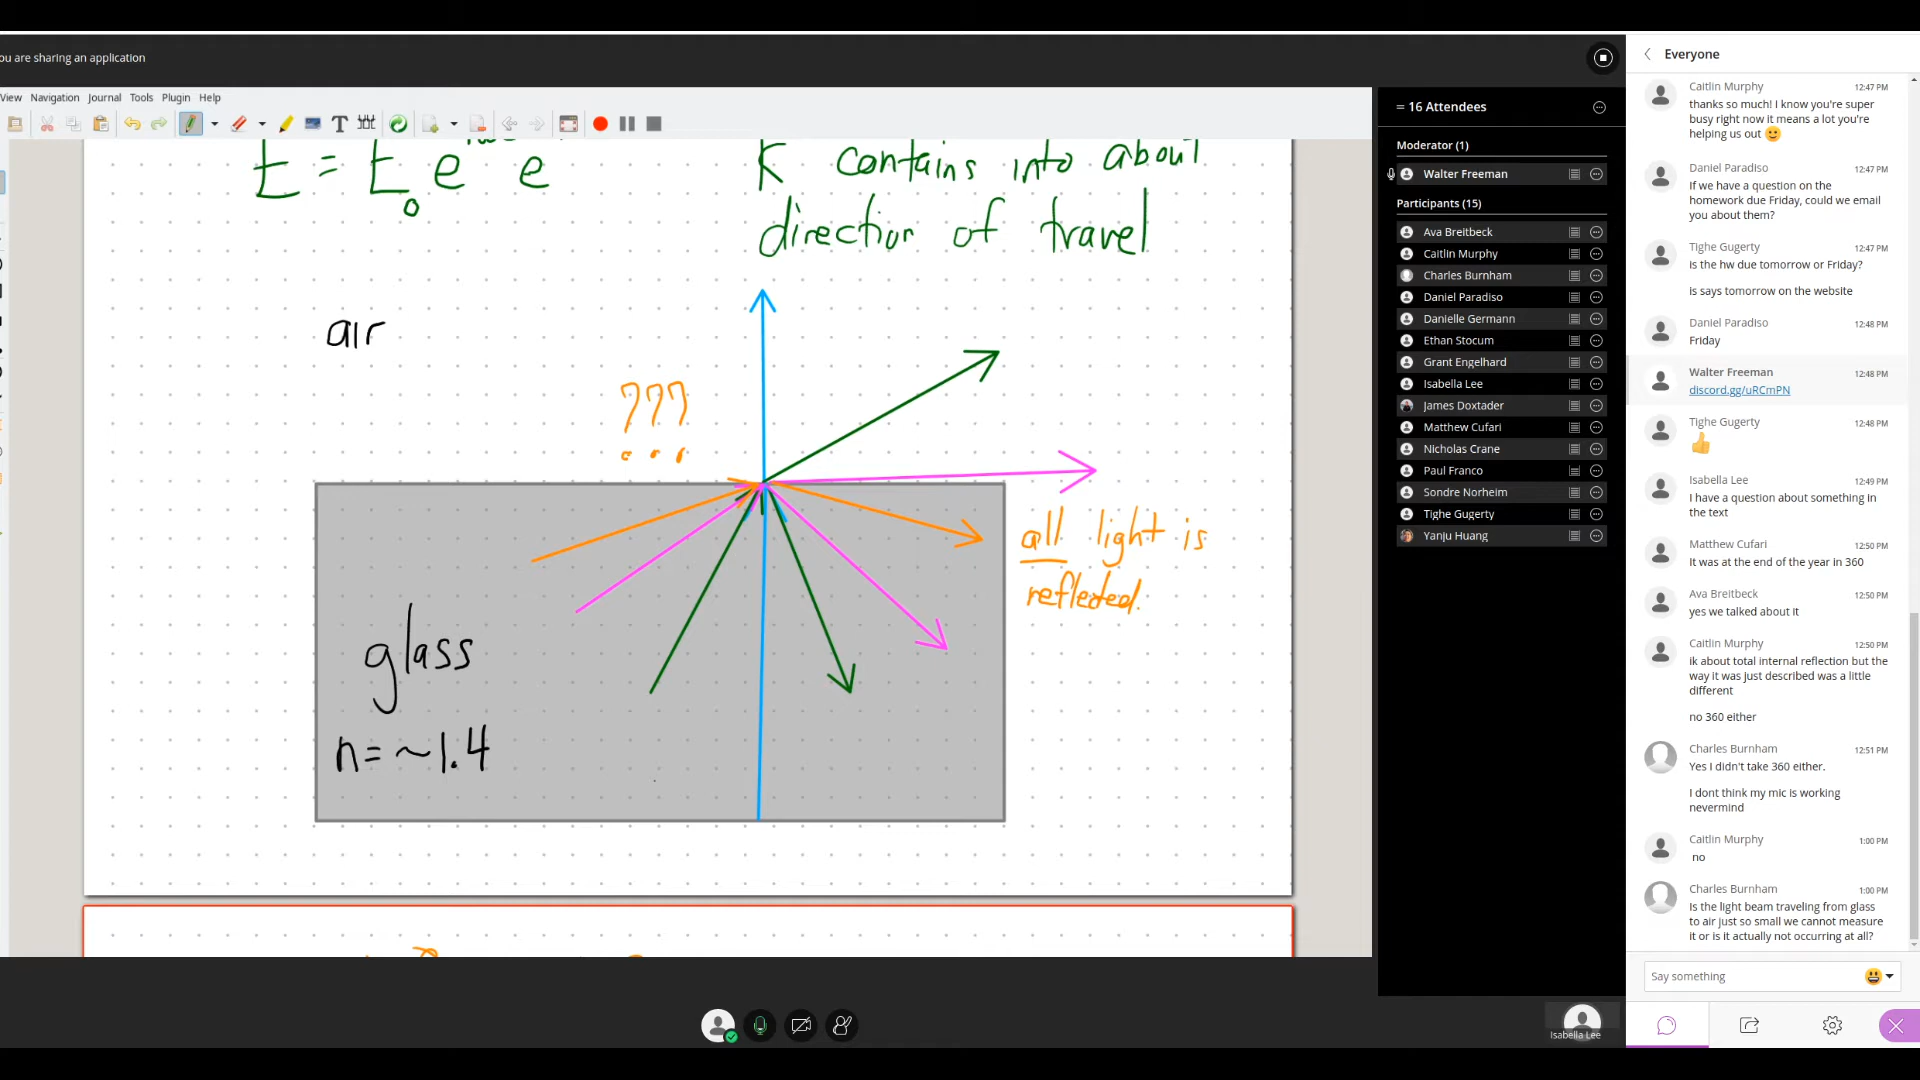 ou are sharing an application
View Navigation Journal Tools Plugin Help
E = E₀ e e
K contains info about
direction of travel
air
???
...
all light is
reflected.
glass
n = ~1.4
16 Attendees
Moderator (1)
Walter Freeman
Participants (15)
Ava Breitbeck
Caitlin Murphy
Charles Burnham
Daniel Paradiso
Danielle Germann
Ethan Stocum
Grant Engelhard
Isabella Lee
James Doxtader
Matthew Cufari
Nicholas Crane
Paul Franco
Sondre Norheim
Tighe Gugerty
Yanju Huang
Isabella Lee
Everyone
Caitlin Murphy 12:47 PM
thanks so much! I know you're super
busy right now it means a lot you're
helping us out 🙂
Daniel Paradiso 12:47 PM
If we have a question on the
homework due Friday, could we email
you about them?
Tighe Gugerty 12:47 PM
is the hw due tomorrow or Friday?
is says tomorrow on the website
Daniel Paradiso 12:48 PM
Friday
Walter Freeman 12:48 PM
discord.gg/uRCmPN
Tighe Gugerty 12:48 PM
👍
Isabella Lee 12:49 PM
I have a question about something in
the text
Matthew Cufari 12:50 PM
It was at the end of the year in 360
Ava Breitbeck 12:50 PM
yes we talked about it
Caitlin Murphy 12:50 PM
ik about total internal reflection but the
way it was just described was a little
different
no 360 either
Charles Burnham 12:51 PM
Yes I didn't take 360 either.
I dont think my mic is working
nevermind
Caitlin Murphy 1:00 PM
no
Charles Burnham 1:00 PM
Is the light beam traveling from glass
to air just so small we cannot measure
it or is it actually not occurring at all?
Say something